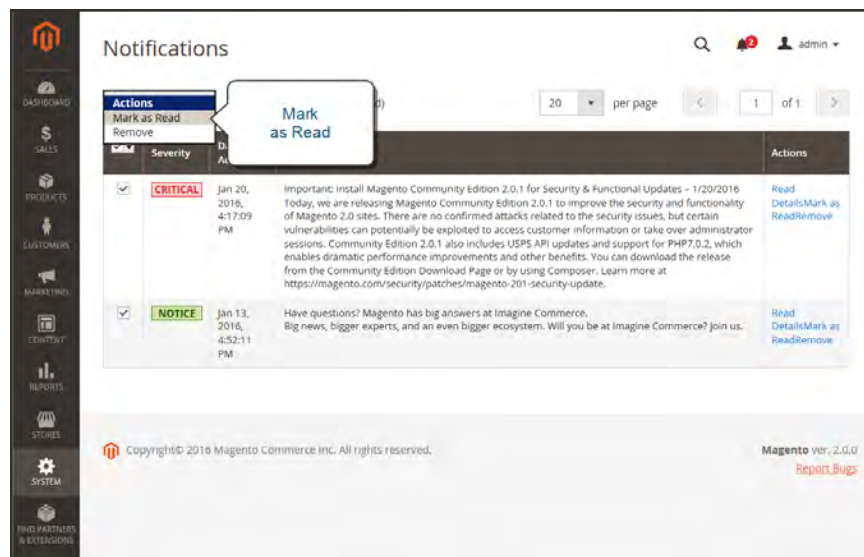 Notifications
2
admin
DASHBOARD
SALES
PRODUCTS
CUSTOMERS
MARKETING
CONTENT
REPORTS
STORES
SYSTEM
FIND PARTNERS
& EXTENSIONS
Actions
Mark as Read
Remove
Mark
as Read
20 per page 1 of 1
Severity
Actions
CRITICAL
Jan 20,
2016,
4:17:09
PM
Important: Install Magento Community Edition 2.0.1 for Security & Functional Updates – 1/20/2016
Today, we are releasing Magento Community Edition 2.0.1 to improve the security and functionality
of Magento 2.0 sites. There are no confirmed attacks related to the security issues, but certain
vulnerabilities can potentially be exploited to access customer information or take over administrator
sessions. Community Edition 2.0.1 also includes USPS API updates and support for PHP7.0.2, which
enables dramatic performance improvements and other benefits. You can download the release
from the Community Edition Download Page or by using Composer. Learn more at
https://magento.com/security/patches/magento-201-security-update.
Read
DetailsMark as
ReadRemove
NOTICE
Jan 13,
2016,
4:52:11
PM
Have questions? Magento has big answers at Imagine Commerce.
Big news, bigger experts, and an even bigger ecosystem. Will you be at Imagine Commerce? Join us.
Read
DetailsMark as
ReadRemove
Copyright© 2016 Magento Commerce Inc. All rights reserved.
Magento ver. 2.0.0
Report Bugs